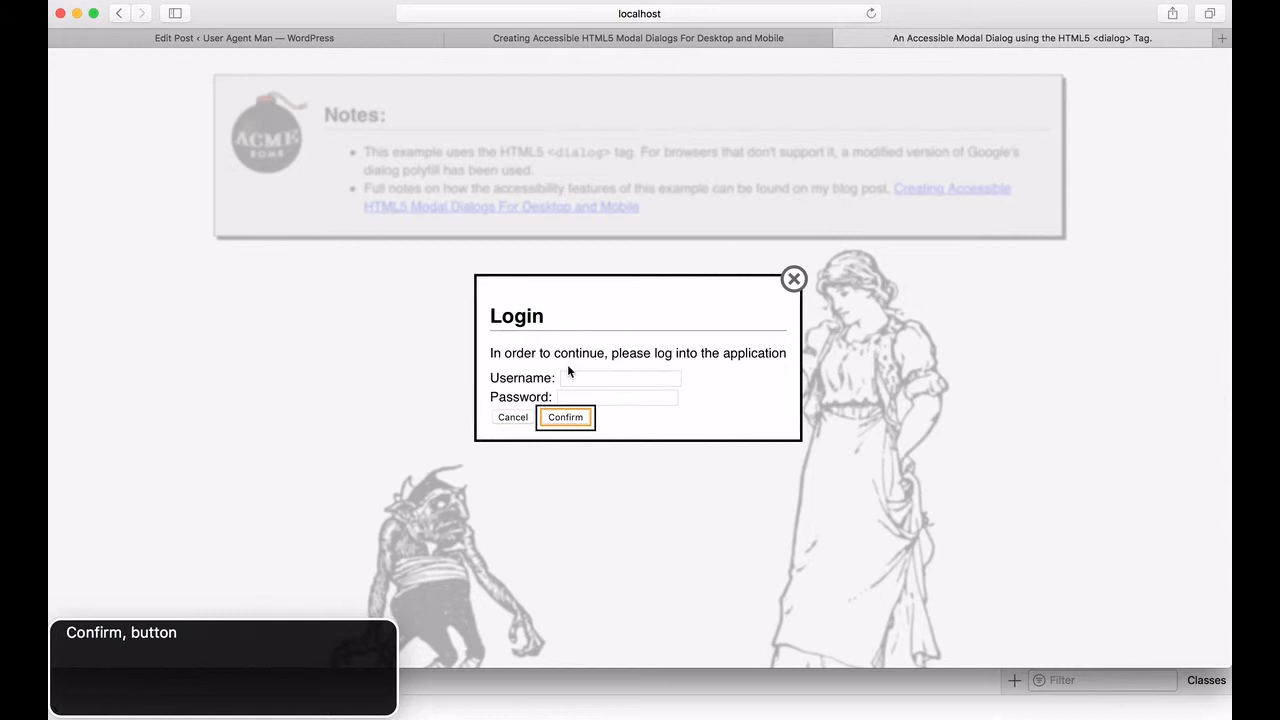 localhost
Edit Post ‹ User Agent Man — WordPress
Creating Accessible HTML5 Modal Dialogs For Desktop and Mobile
An Accessible Modal Dialog using the HTML5 <dialog> Tag.
ACME
BOMB
Notes:
• This example uses the HTML5 <dialog> tag. For browsers that don't support it, a modified version of Google's
dialog polyfill has been used.
• Full notes on how the accessibility features of this example can be found on my blog post, Creating Accessible
HTML5 Modal Dialogs For Desktop and Mobile
Login
In order to continue, please log into the application
Username:
Password:
Cancel Confirm
Confirm, button
Filter
Classes